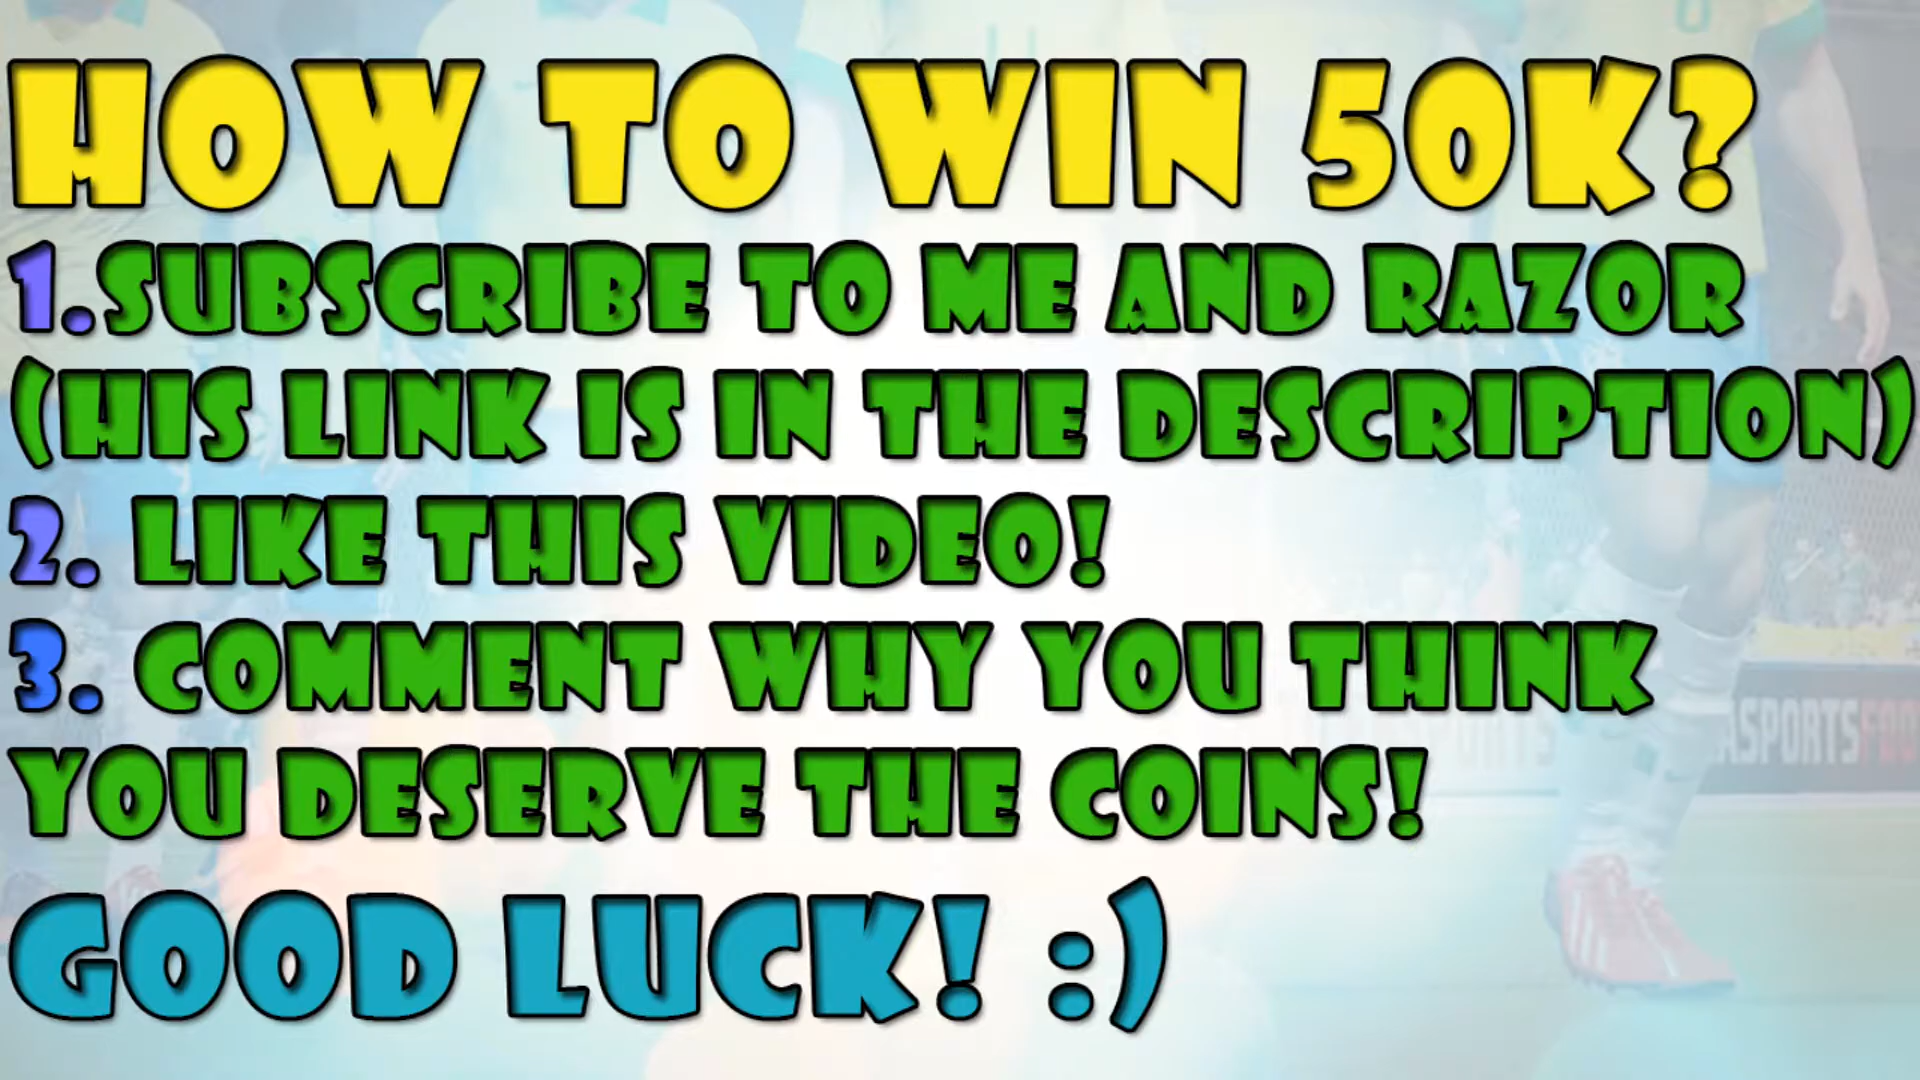 HOW TO WIN 50K?
1.SUBSCRIBE TO ME AND RAZOR
(HIS LINK IS IN THE DESCRIPTION)
2. LIKE THIS VIDEO!
3. COMMENT WHY YOU THINK
YOU DESERVE THE COINS!
GOOD LUCK! :)